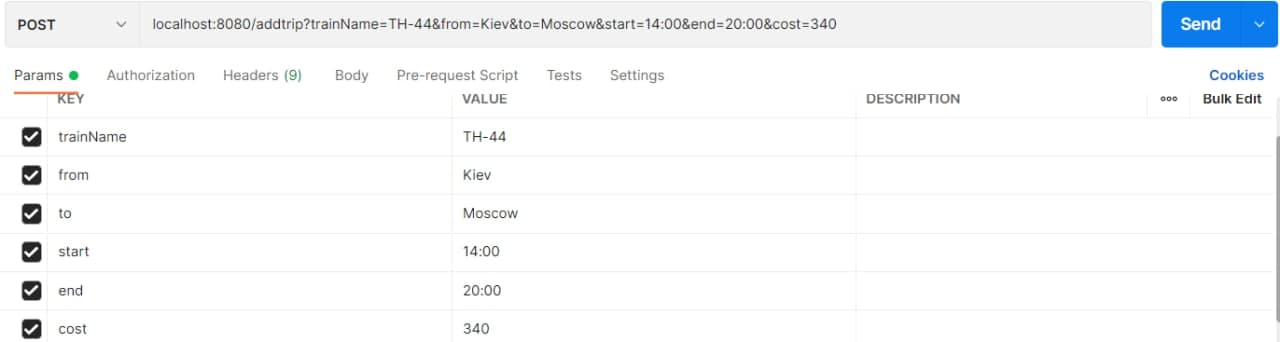 POST localhost:8080/addtrip?trainName=TH-44&from=Kiev&to=Moscow&start=14:00&end=20:00&cost=340 Send
Params Authorization Headers (9) Body Pre-request Script Tests Settings Cookies
KEY VALUE DESCRIPTION ooo Bulk Edit
trainName TH-44
from Kiev
to Moscow
start 14:00
end 20:00
cost 340